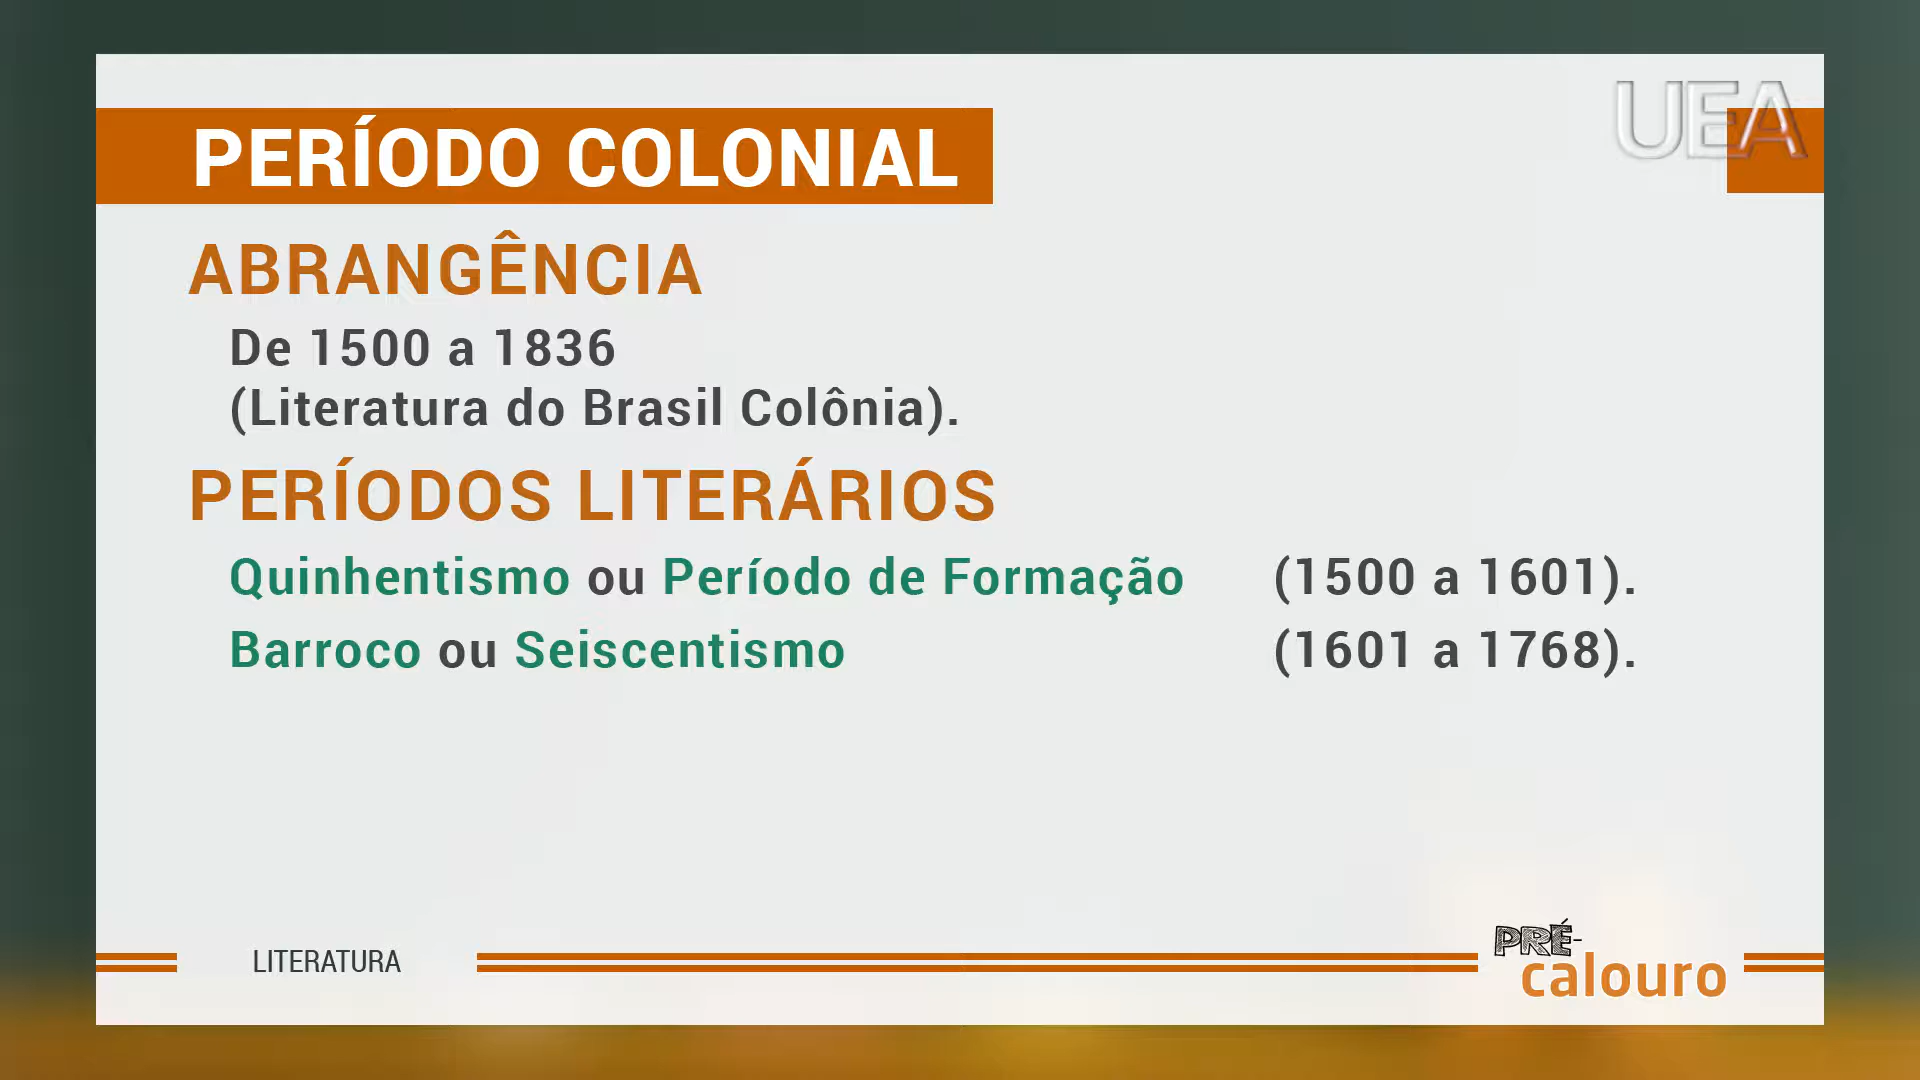 UEA
PERÍODO COLONIAL
ABRANGÊNCIA
De 1500 a 1836
(Literatura do Brasil Colônia).
PERÍODOS LITERÁRIOS
Quinhentismo ou Período de Formação (1500 a 1601).
Barroco ou Seiscentismo (1601 a 1768).
LITERATURA
PRÉ-
calouro